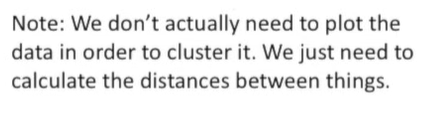 Note: We don’t actually need to plot the
data in order to cluster it. We just need to
calculate the distances between things.